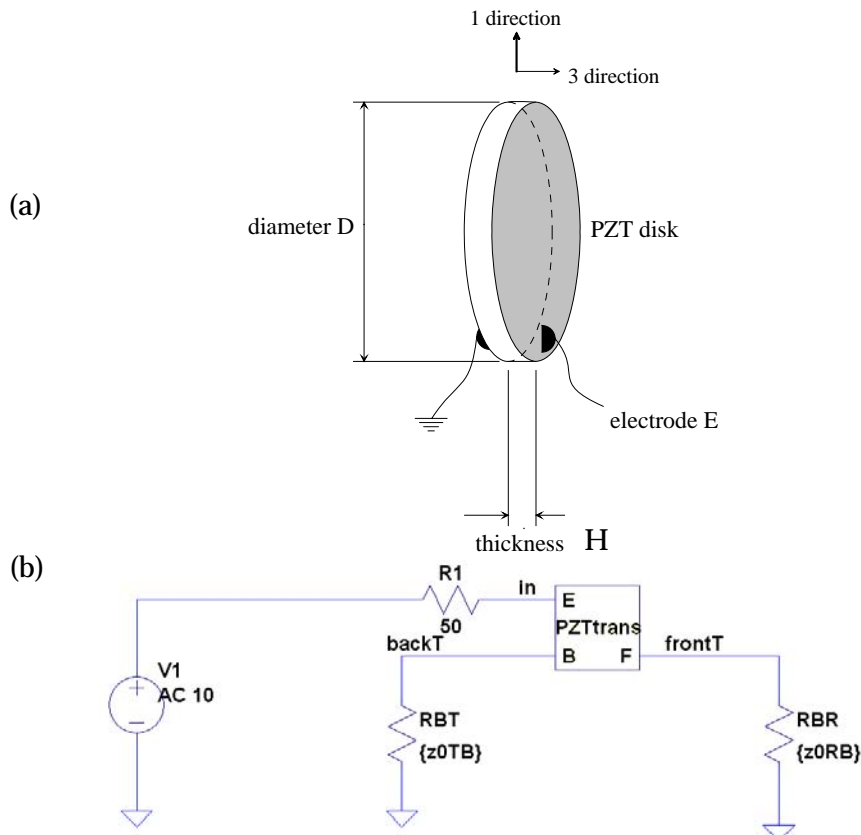 1 direction
3 direction
(a)
diameter D
PZT disk
electrode E
thickness H
(b)
R1
in
E
50
PZTtrans
backT
B
F
frontT
V1
AC 10
RBT
RBR
{z0TB}
{z0RB}